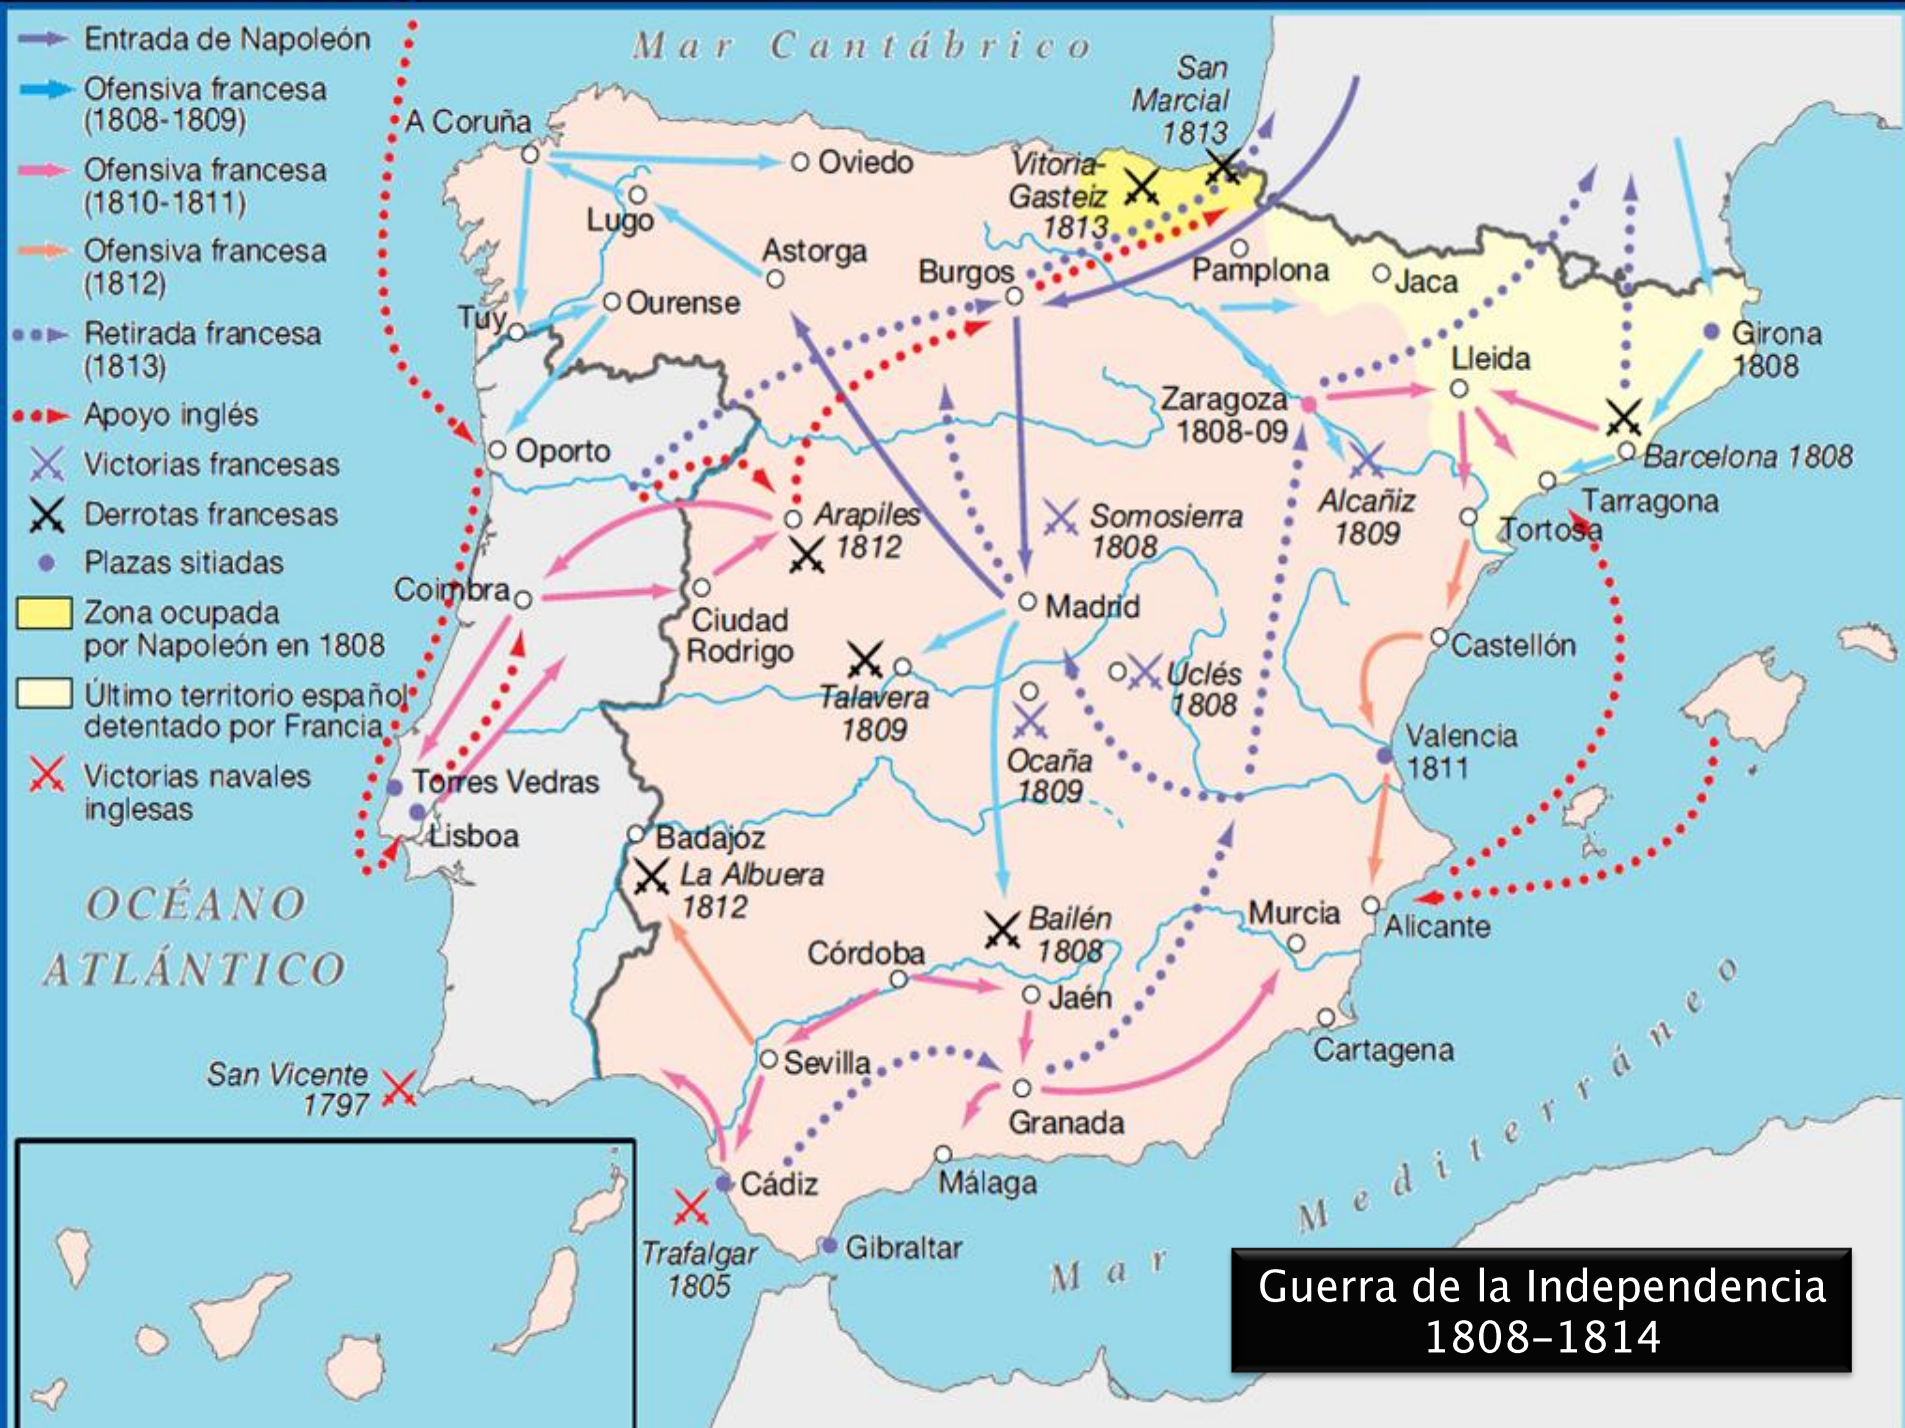 Entrada de Napoleón
Ofensiva francesa
(1808-1809)
Ofensiva francesa
(1810-1811)
Ofensiva francesa
(1812)
Retirada francesa
(1813)
Apoyo inglés
Victorias francesas
Derrotas francesas
Plazas sitiadas
Zona ocupada
por Napoleón en 1808
Último territorio español
detentado por Francia
Victorias navales
inglesas
Mar Cantábrico
San
Marcial
1813
A Coruña
Oviedo
Vitoria-
Gasteiz
1813
Lugo
Astorga
Burgos
Pamplona
Jaca
Tuy
Ourense
Girona
1808
Lleida
Zaragoza
1808-09
Oporto
Barcelona 1808
Alcañiz
1809
Tarragona
Tortosa
Arapiles
1812
Somosierra
1808
Coimbra
Ciudad
Rodrigo
Madrid
Castellón
Talavera
1809
Uclés
1808
Ocaña
1809
Valencia
1811
Torres Vedras
Lisboa
Badajoz
La Albuera
1812
OCÉANO
ATLÁNTICO
Bailén
1808
Murcia
Alicante
Córdoba
Jaén
Cartagena
San Vicente
1797
Sevilla
Granada
Cádiz
Málaga
Trafalgar
1805
Gibraltar
Mar Mediterráneo
Guerra de la Independencia
1808-1814